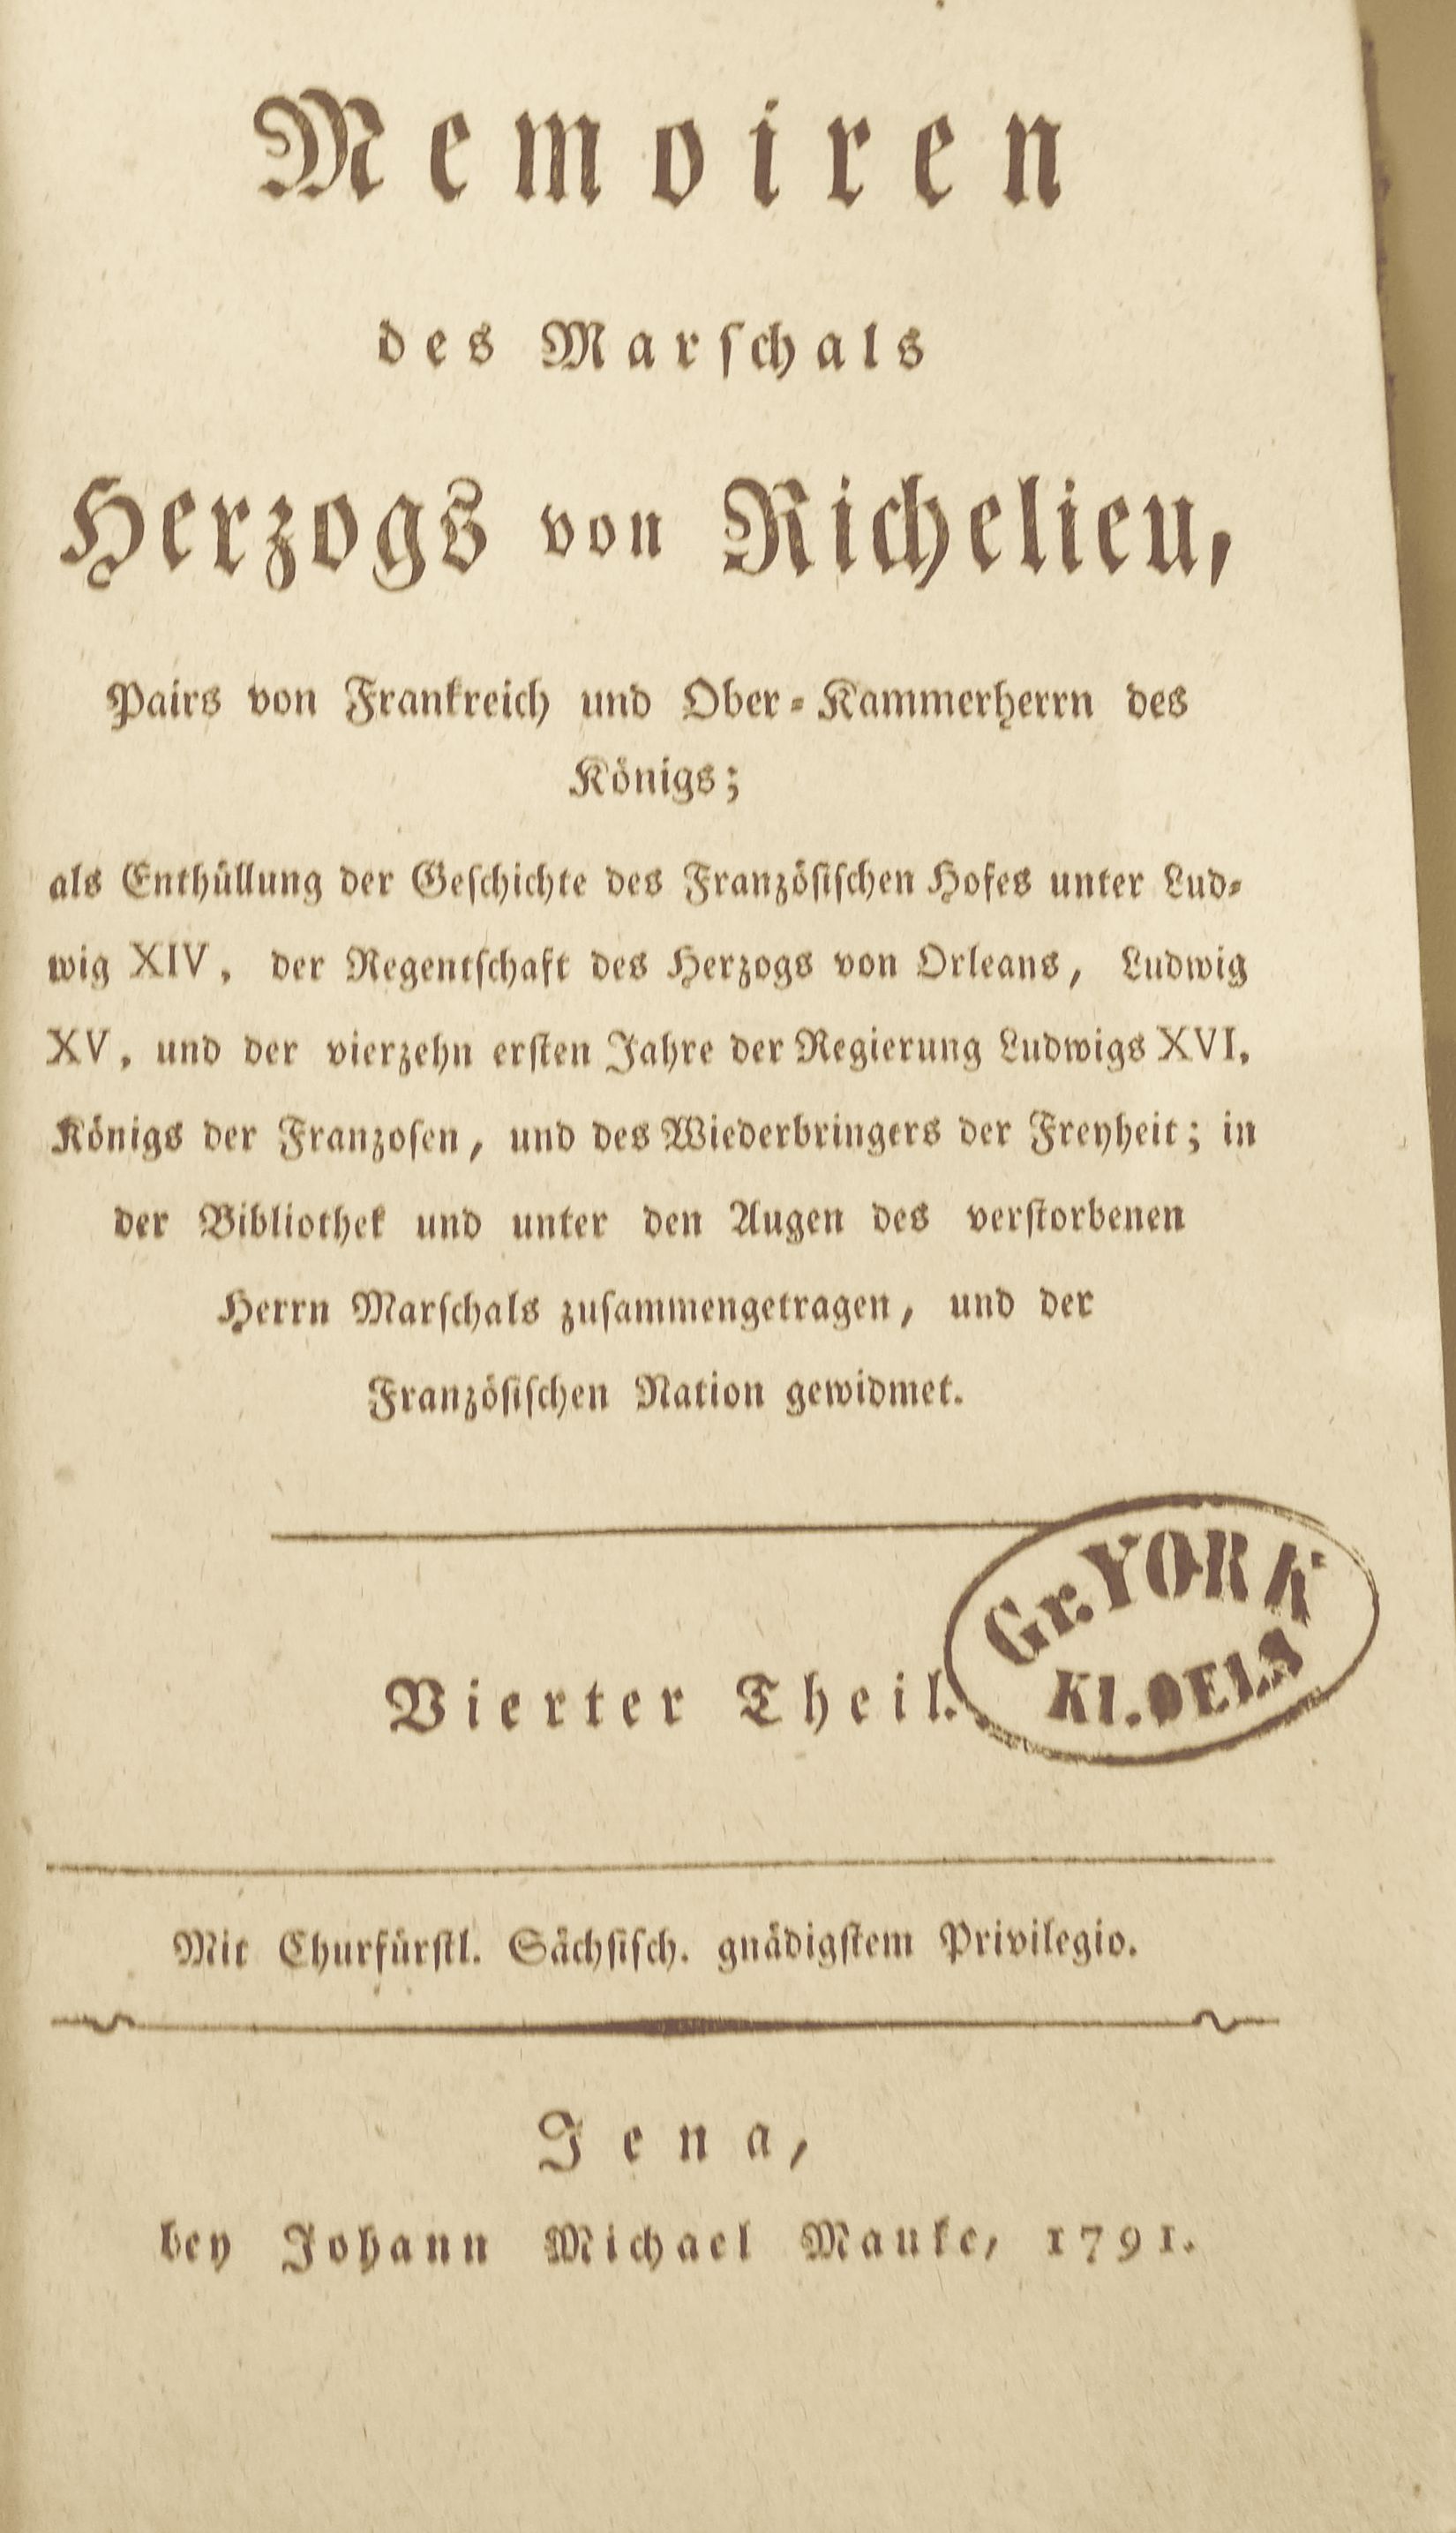 Memoiren
des Marschals
Herzogs von Richelieu,
Pairs von Frankreich und Ober-Kammerherrn des
Königs;
als Enthüllung der Geschichte des Französischen Hofes unter Lud-
wig XIV, der Regentschaft des Herzogs von Orleans, Ludwig
XV, und der vierzehn ersten Jahre der Regierung Ludwigs XVI,
Königs der Franzosen, und des Wiederbringers der Freyheit; in
der Bibliothek und unter den Augen des verstorbenen
Herrn Marschals zusammengetragen, und der
Französischen Nation gewidmet.
Gr. YORK
Kl. OELS
Vierter Theil.
Mit Churfürstl. Sächsisch. gnädigstem Privilegio.
Jena,
bey Johann Michael Mauke, 1791.